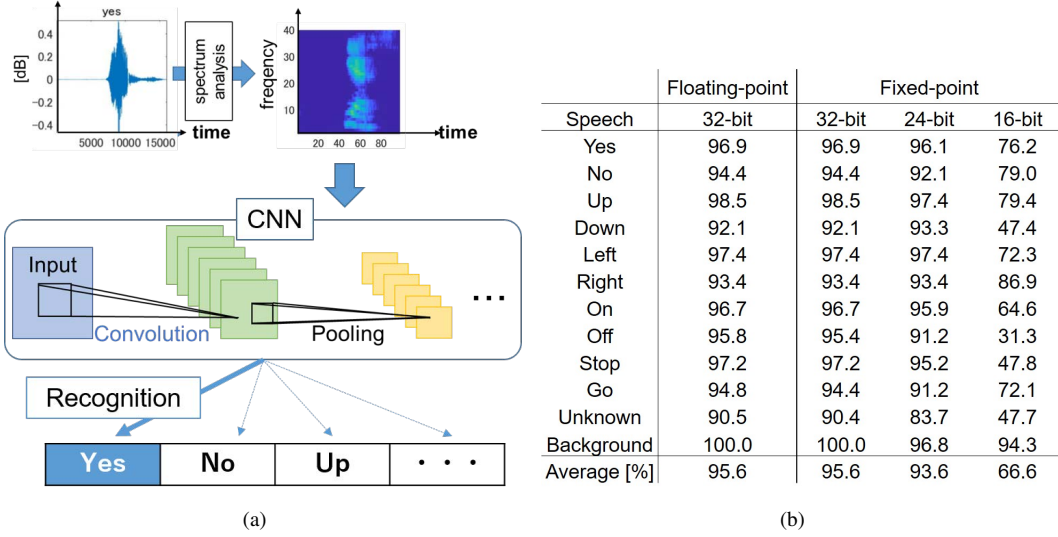 yes
0.4
0.2
0
-0.2
-0.4
[dB]
5000 10000 15000
time
spectrum
analysis
freqency
40
30
20
10
20 40 60 80
time
CNN
Input
Convolution
Pooling
...
Recognition
Yes No Up ・・・
(a)
Floating-point Fixed-point
Speech 32-bit 32-bit 24-bit 16-bit
Yes 96.9 96.9 96.1 76.2
No 94.4 94.4 92.1 79.0
Up 98.5 98.5 97.4 79.4
Down 92.1 92.1 93.3 47.4
Left 97.4 97.4 97.4 72.3
Right 93.4 93.4 93.4 86.9
On 96.7 96.7 95.9 64.6
Off 95.8 95.4 91.2 31.3
Stop 97.2 97.2 95.2 47.8
Go 94.8 94.4 91.2 72.1
Unknown 90.5 90.4 83.7 47.7
Background 100.0 100.0 96.8 94.3
Average [%] 95.6 95.6 93.6 66.6
(b)